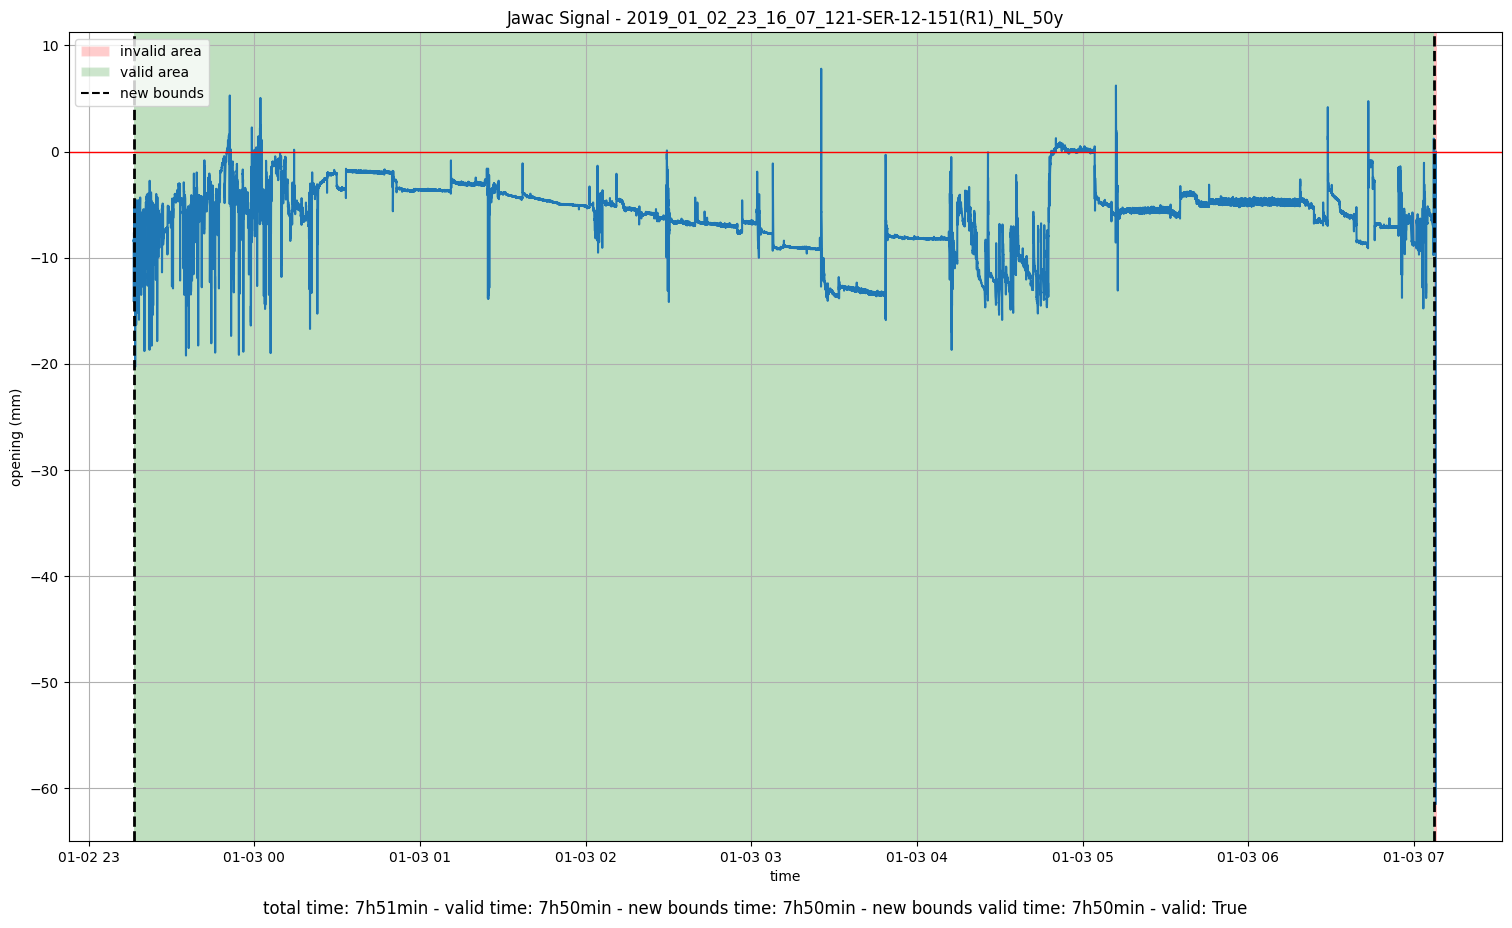 Jawac Signal - 2019_01_02_23_16_07_121-SER-12-151(R1)_NL_50y
invalid area
valid area
new bounds
10
0
−10
−20
−30
−40
−50
−60
opening (mm)
01-02 23
01-03 00
01-03 01
01-03 02
01-03 03
01-03 04
01-03 05
01-03 06
01-03 07
time
total time: 7h51min - valid time: 7h50min - new bounds time: 7h50min - new bounds valid time: 7h50min - valid: True